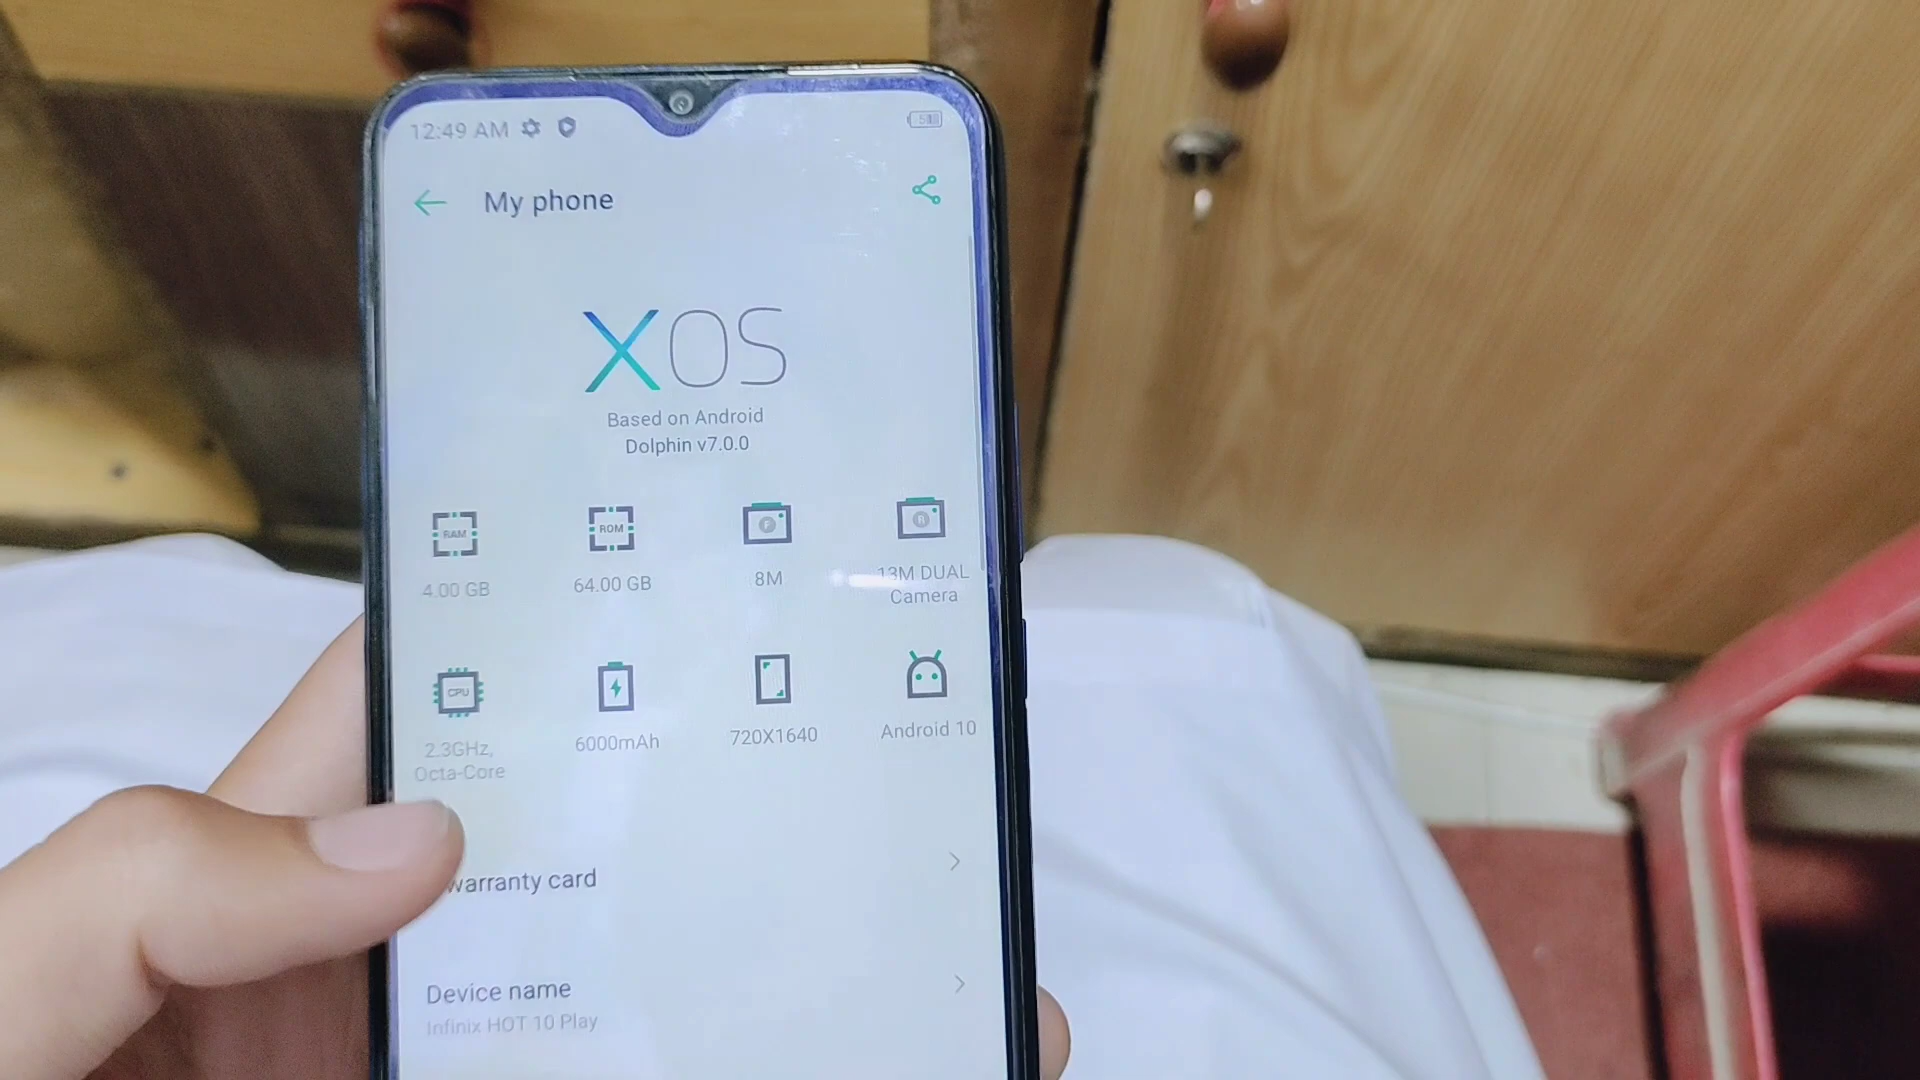 12:49 AM
51
My phone
XOS
Based on Android
Dolphin v7.0.0
RAM
ROM
F
R
4.00 GB
64.00 GB
8M
13M DUAL
Camera
CPU
2.3GHz,
Octa-Core
6000mAh
720X1640
Android 10
warranty card
Device name
Infinix HOT 10 Play